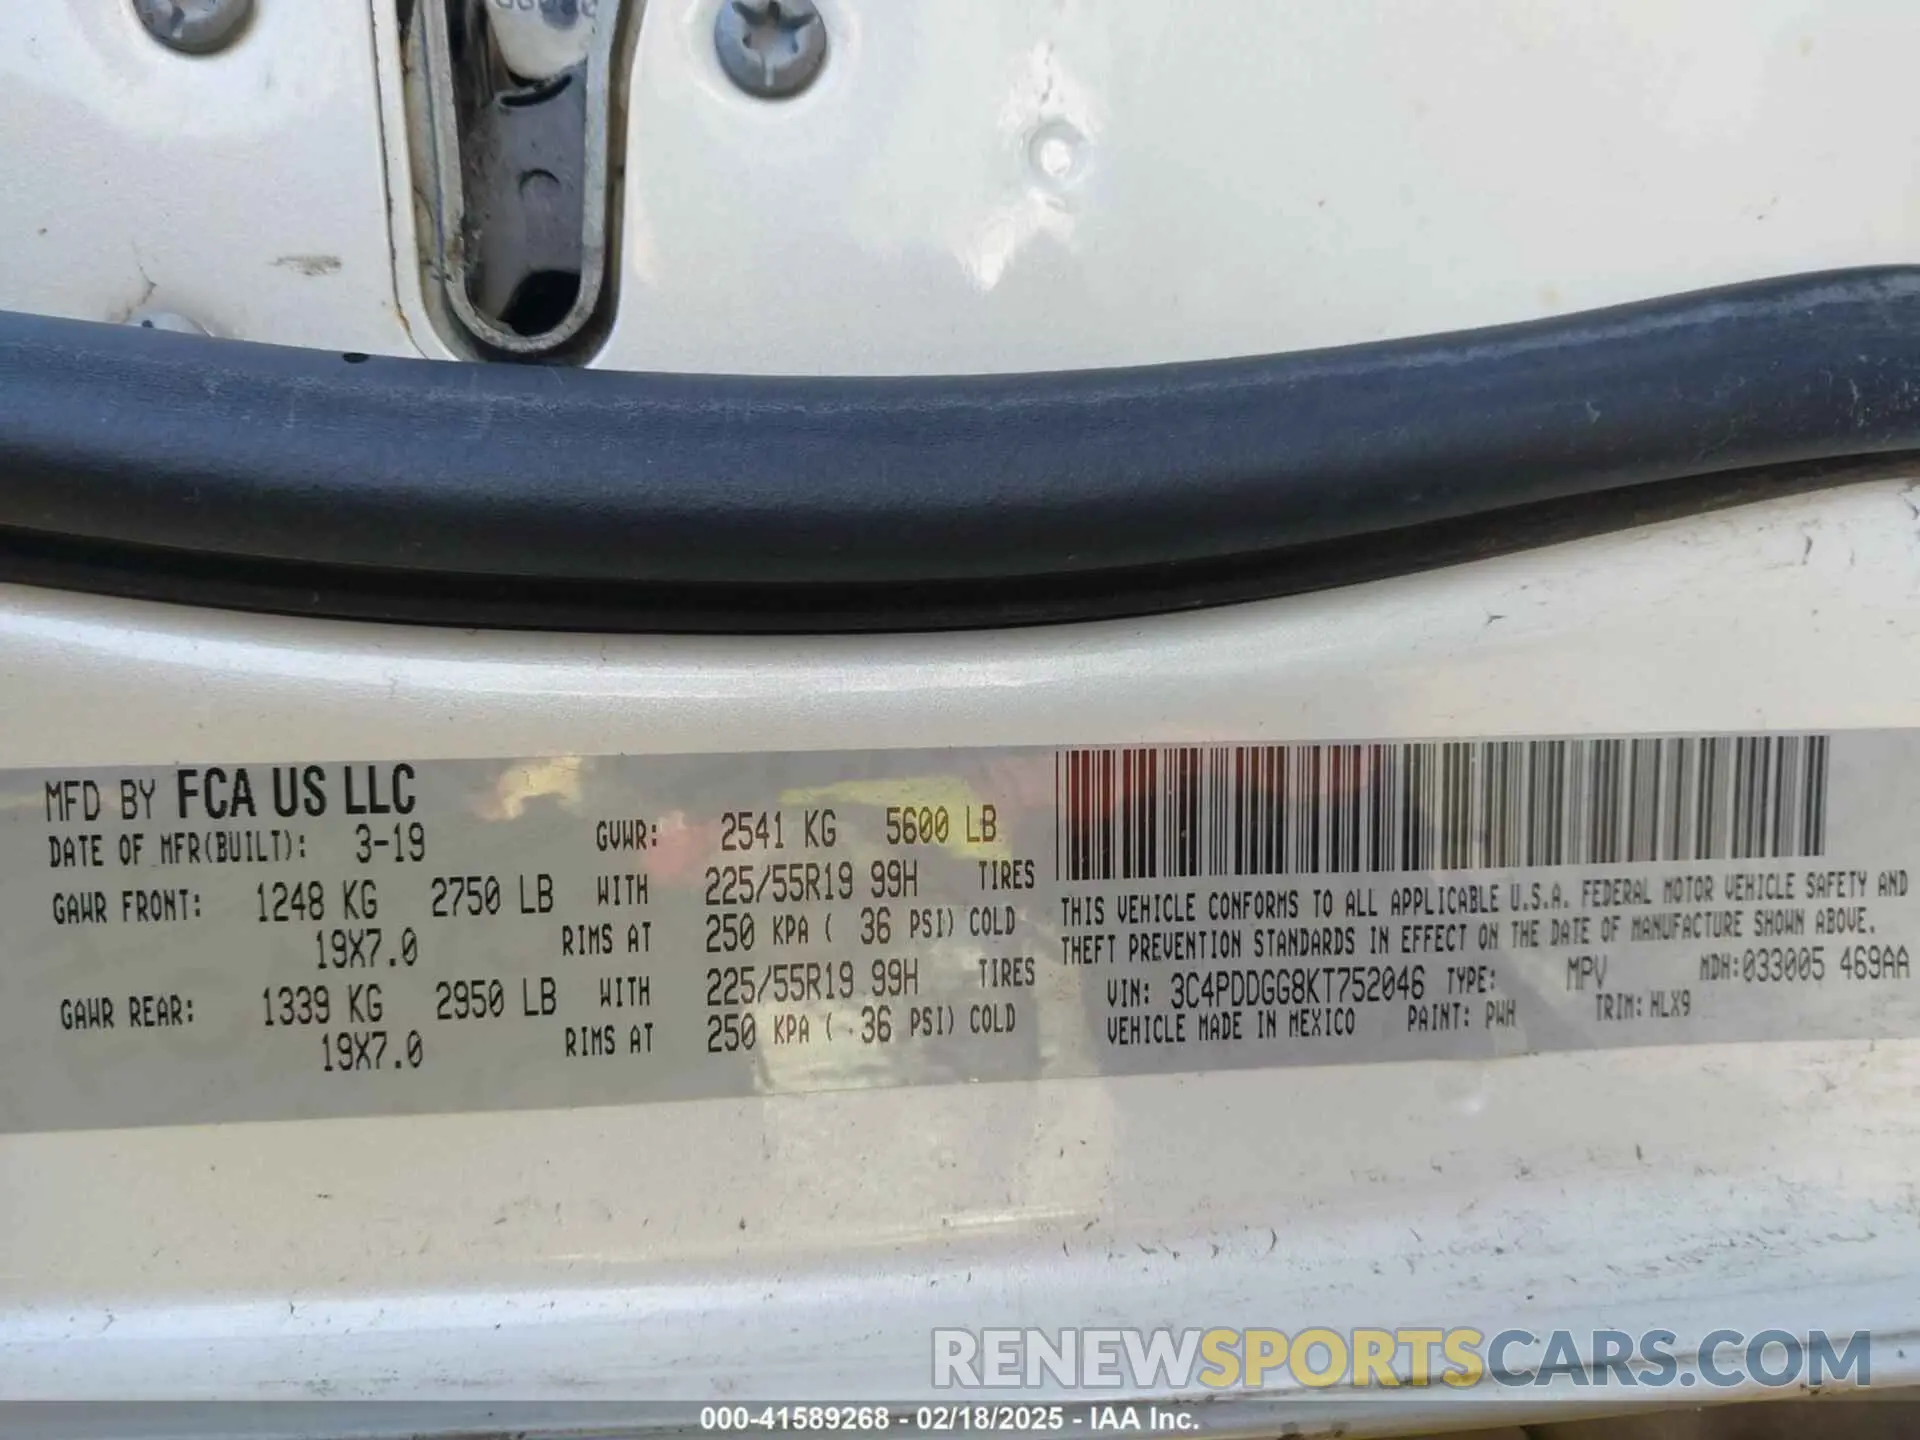 MFD BY FCA US LLC
DATE OF MFR(BUILT): 3-19 GVWR: 2541 KG 5600 LB
GAWR FRONT: 1248 KG 2750 LB WITH 225/55R19 99H TIRES
19X7.0 RIMS AT 250 KPA ( 36 PSI) COLD
GAWR REAR: 1339 KG 2950 LB WITH 225/55R19 99H TIRES
19X7.0 RIMS AT 250 KPA ( 36 PSI) COLD
THIS VEHICLE CONFORMS TO ALL APPLICABLE U.S.A. FEDERAL MOTOR VEHICLE SAFETY AND
THEFT PREVENTION STANDARDS IN EFFECT ON THE DATE OF MANUFACTURE SHOWN ABOVE.
VIN: 3C4PDDGG8KT752046 TYPE: MPV MDH:033005 469AA
VEHICLE MADE IN MEXICO PAINT: PWH TRIM: HLX9
RENEWSPORTSCARS.COM
000-41589268 - 02/18/2025 - IAA Inc.